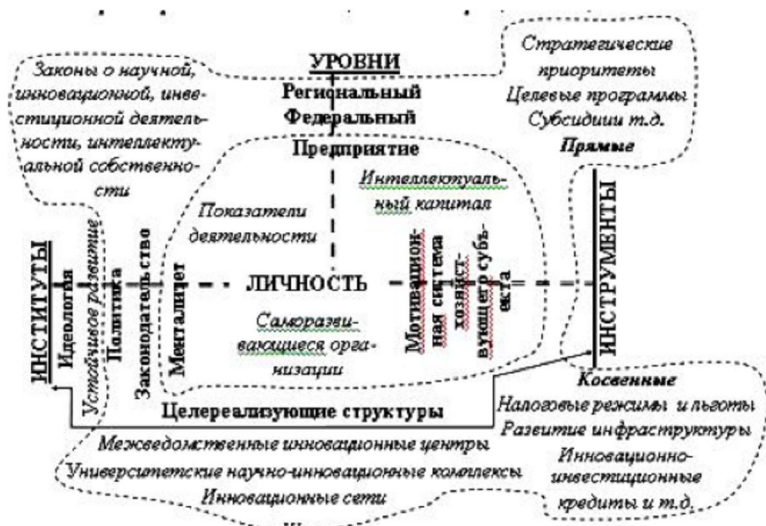 УРОВНИ
Региональный
Федеральный
Предприятие
Законы о научной,
инновационной, инве-
стиционной деятель-
ности, интеллекту-
альной собственно-
сти
Стратегические
приоритеты
Целевые программы
Субсидиии т.д.
Прямые
Показатели
деятельности
Интеллектуаль-
ный капитал
ИНСТИТУТЫ
Идеология
Устойчивое развитие
Политика
Законодательство
Менталитет
ЛИЧНОСТЬ
Мотивацион-
ная система
хозяйст-
вующего субъ-
екта
ИНСТРУМЕНТЫ
Саморазви-
вающиеся орга-
низации
Целереализующие структуры
Межведомственные инновационные центры
Университетские научно-инновационные комплексы
Инновационные сети
Косвенные
Налоговые режимы и льготы
Развитие инфраструктуры
Инновационно-
инвестиционные
кредиты и т.д.